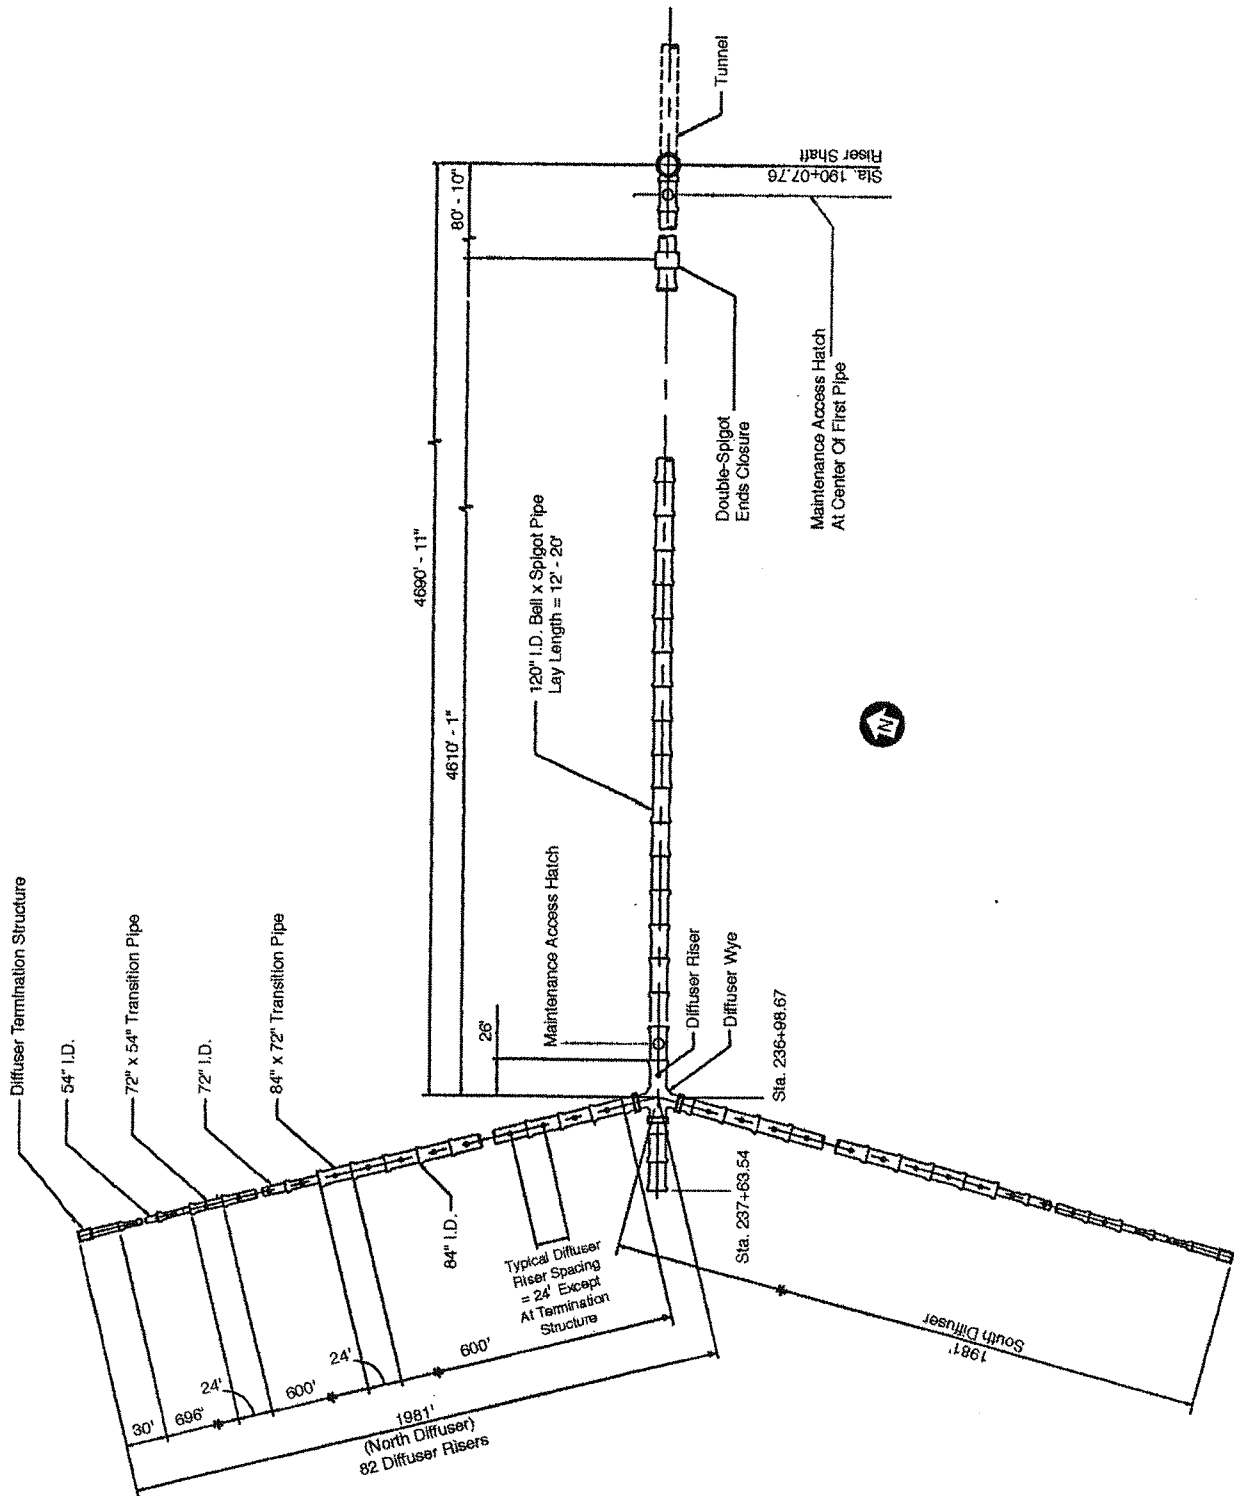 Diffuser Termination Structure
54" I.D.
72" x 54" Transition Pipe
72" I.D.
84" x 72" Transition Pipe
80' - 10"
4690' - 11"
4610' - 1"
26'
Tunnel
Sta. 190+07.76
Riser Shaft
120" I.D. Bell x Spigot Pipe
Lay Length = 12' - 20'
Double-Spigot
Ends Closure
Maintenance Access Hatch
At Center Of First Pipe
Maintenance Access Hatch
Diffuser Riser
Diffuser Wye
Sta. 236+98.67
Sta. 237+63.54
N
84" I.D.
Typical Diffuser
Riser Spacing
= 24' Except
At Termination
Structure
30'
696'
24'
600'
24'
600'
1981'
(North Diffuser)
82 Diffuser Risers
South Diffuser
1981'